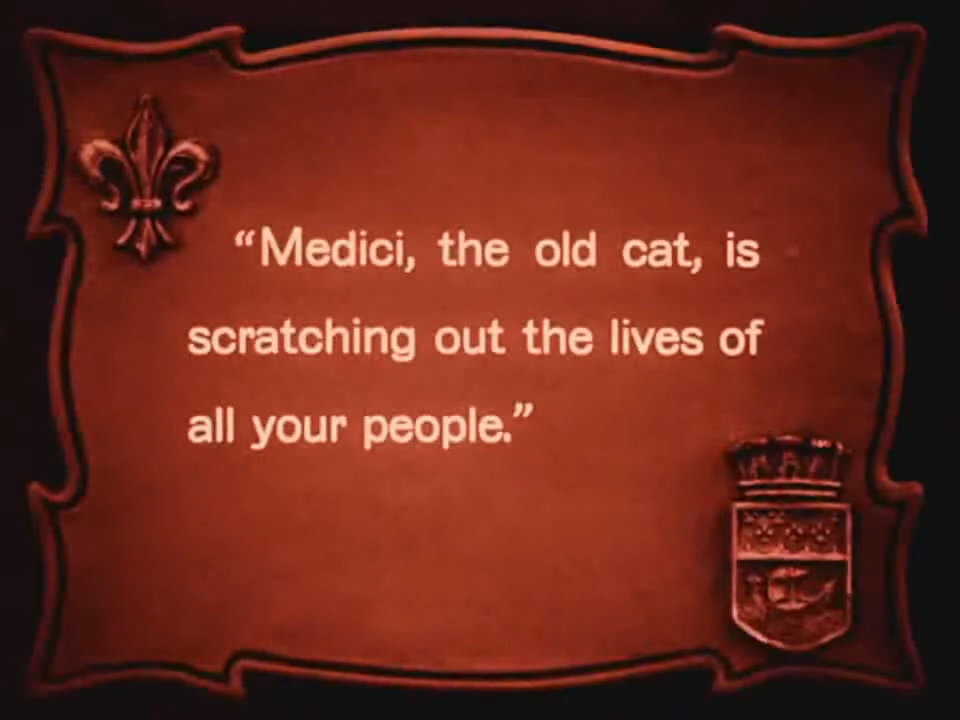 “Medici, the old cat, is
scratching out the lives of
all your people.”